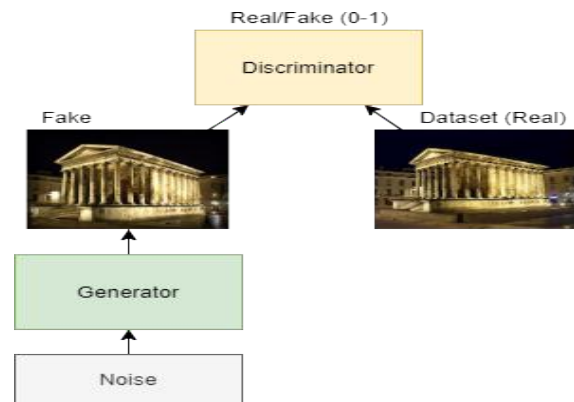 Real/Fake (0-1)
Discriminator
Fake
Dataset (Real)
Generator
Noise